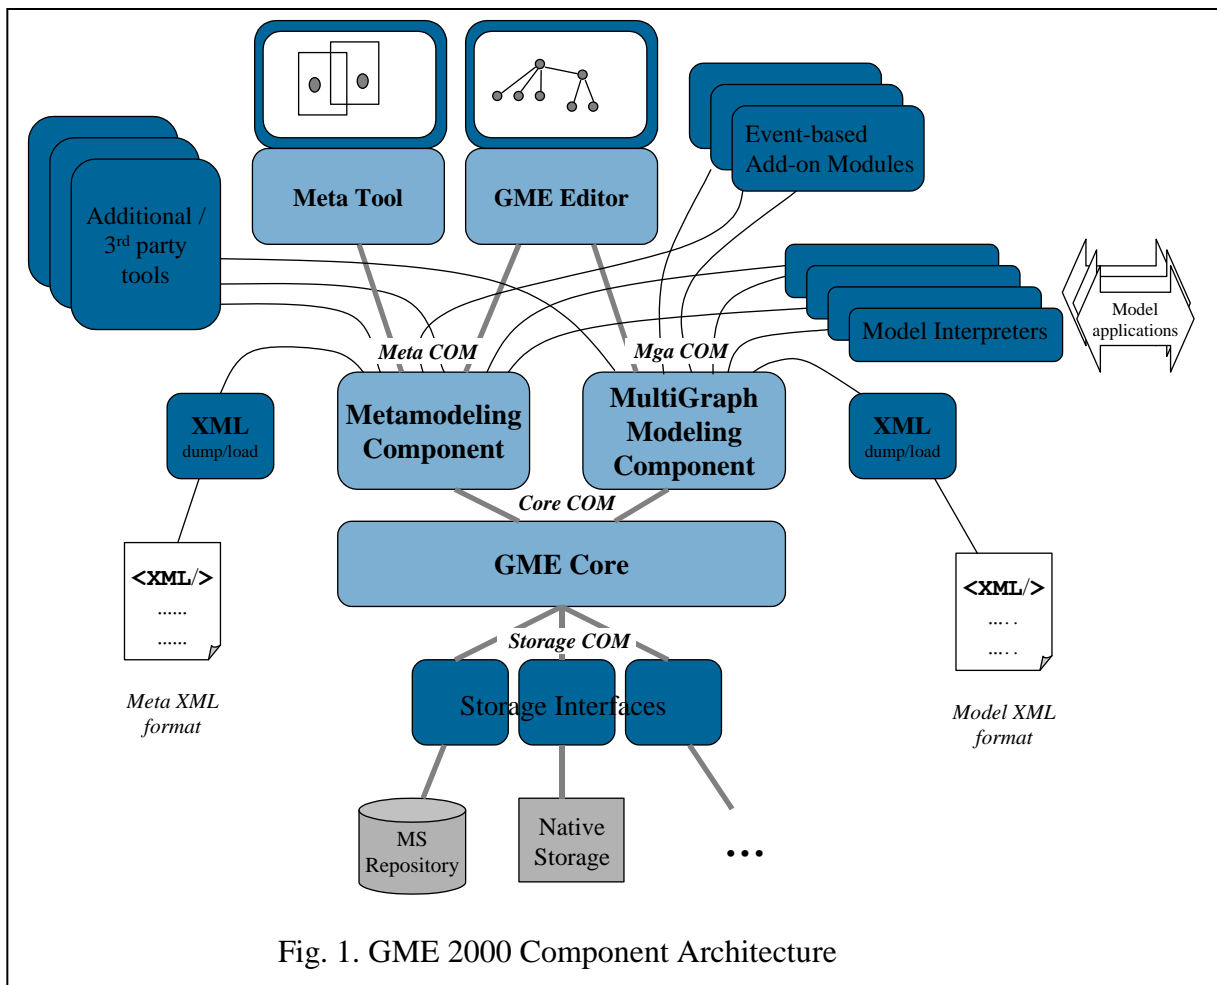 Event-based
Add-on Modules
Meta Tool
GME Editor
Additional /
3rd party
tools
Model Interpreters
Model
applications
Meta COM
Mga COM
XML
dump/load
Metamodeling
Component
MultiGraph
Modeling
Component
XML
dump/load
Core COM
GME Core
<XML/>
......
......
<XML/>
.....
.....
Storage COM
Storage Interfaces
Meta XML
format
Model XML
format
MS
Repository
Native
Storage
...
Fig. 1. GME 2000 Component Architecture